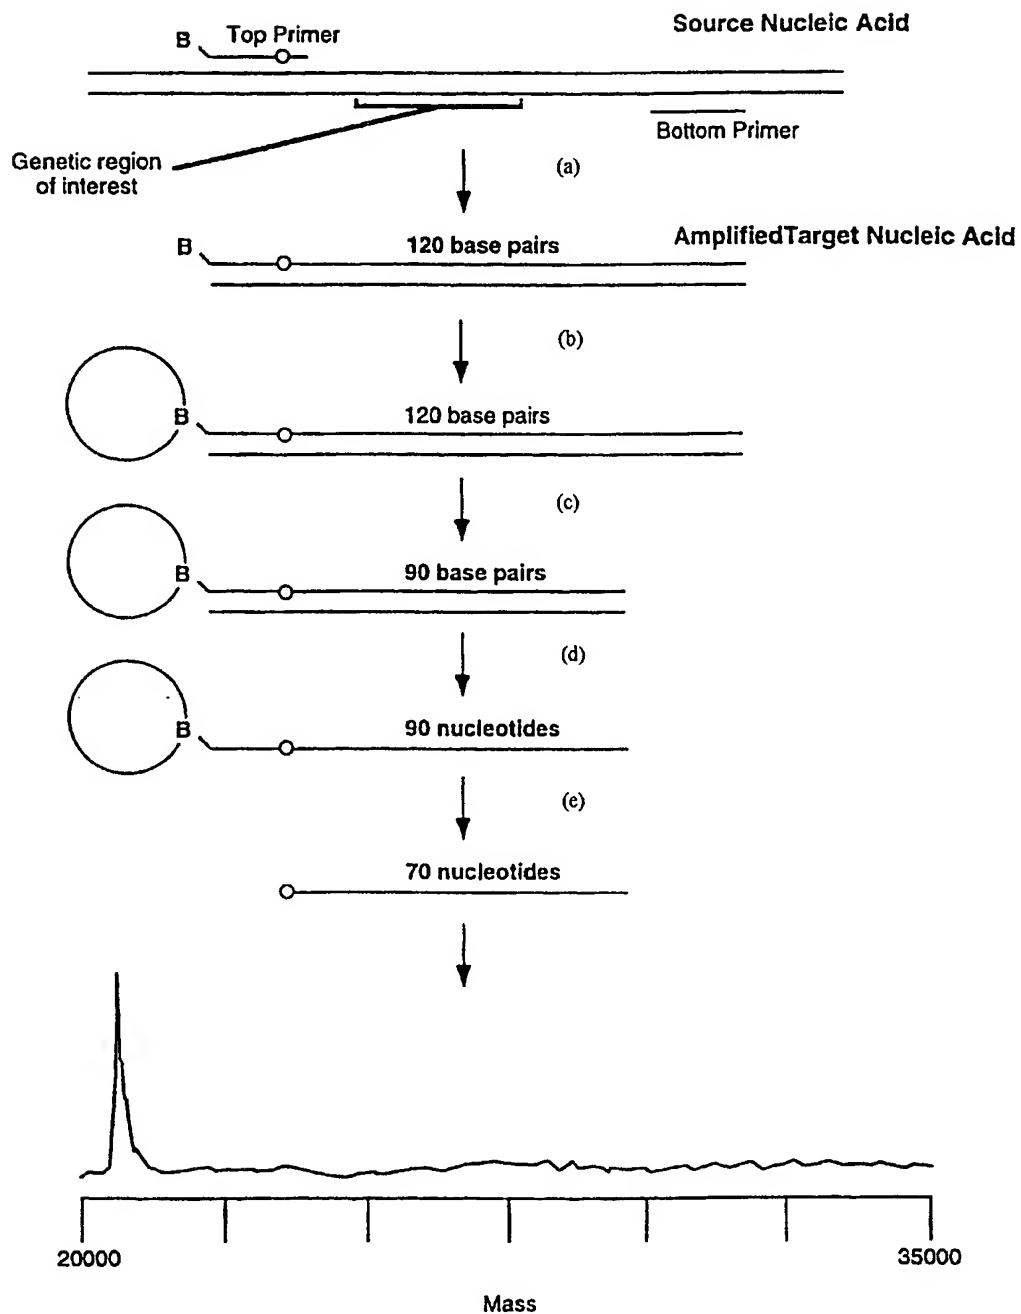 Source Nucleic Acid
B
Top Primer
Bottom Primer
Genetic region
of interest
(a)
AmplifiedTarget Nucleic Acid
B
120 base pairs
(b)
B
120 base pairs
(c)
B
90 base pairs
(d)
B
90 nucleotides
(e)
70 nucleotides
20000
35000
Mass